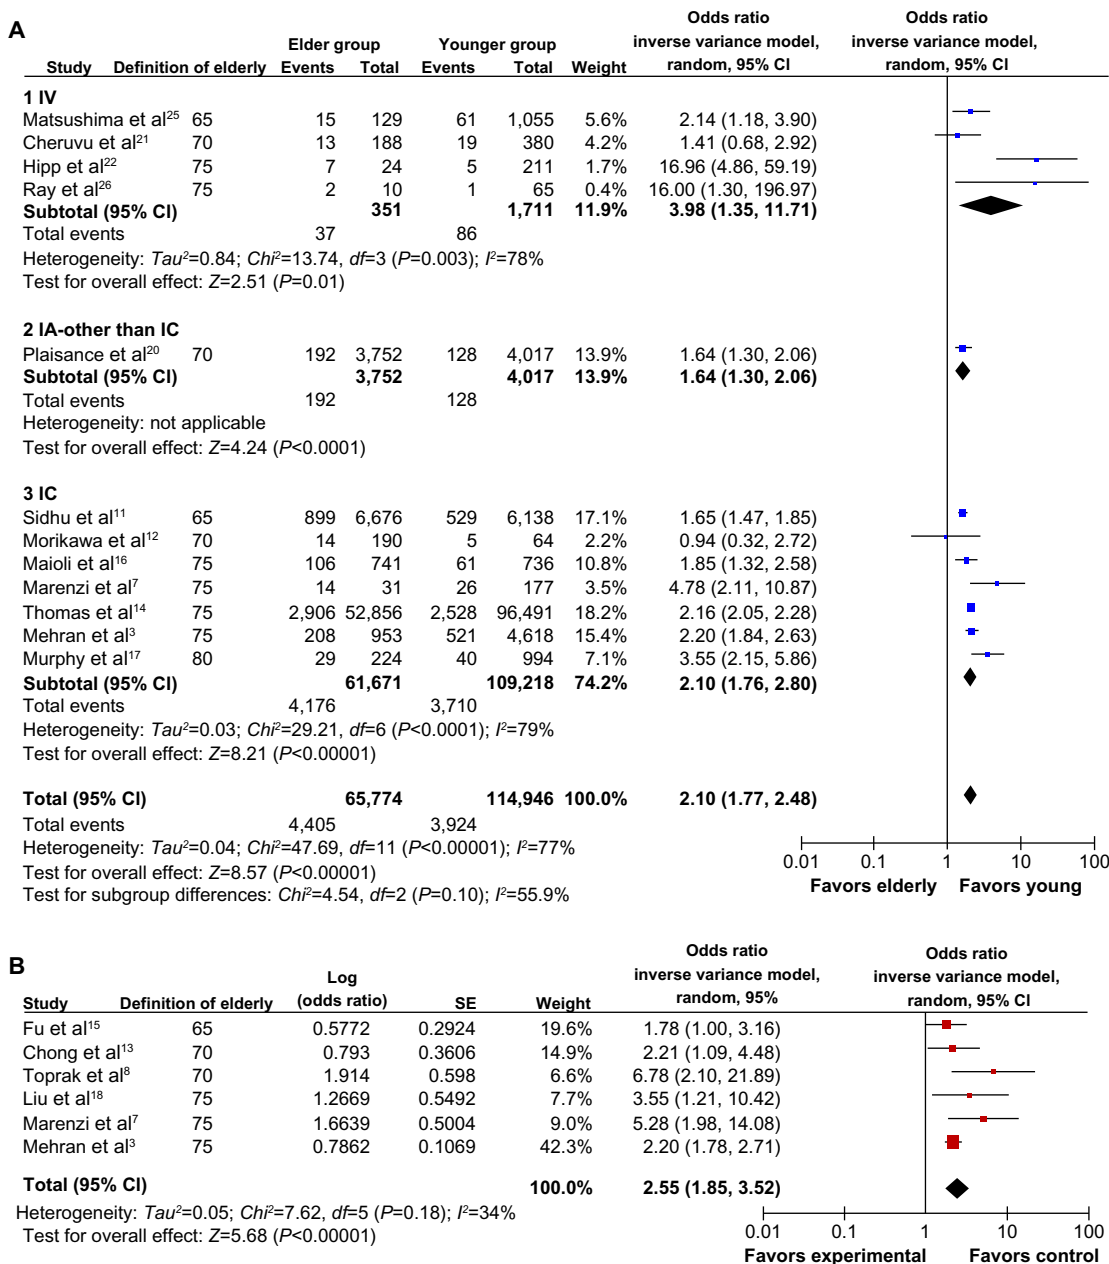 A
Odds ratio Odds ratio
Elder group Younger group inverse variance model, inverse variance model,
Study Definition of elderly Events Total Events Total Weight random, 95% CI random, 95% CI
1 IV
Matsushima et al25 65 15 129 61 1,055 5.6% 2.14 (1.18, 3.90)
Cheruvu et al21 70 13 188 19 380 4.2% 1.41 (0.68, 2.92)
Hipp et al22 75 7 24 5 211 1.7% 16.96 (4.86, 59.19)
Ray et al26 75 2 10 1 65 0.4% 16.00 (1.30, 196.97)
Subtotal (95% CI) 351 1,711 11.9% 3.98 (1.35, 11.71)
Total events 37 86
Heterogeneity: Tau2=0.84; Chi2=13.74, df=3 (P=0.003); I2=78%
Test for overall effect: Z=2.51 (P=0.01)
2 IA-other than IC
Plaisance et al20 70 192 3,752 128 4,017 13.9% 1.64 (1.30, 2.06)
Subtotal (95% CI) 3,752 4,017 13.9% 1.64 (1.30, 2.06)
Total events 192 128
Heterogeneity: not applicable
Test for overall effect: Z=4.24 (P<0.0001)
3 IC
Sidhu et al11 65 899 6,676 529 6,138 17.1% 1.65 (1.47, 1.85)
Morikawa et al12 70 14 190 5 64 2.2% 0.94 (0.32, 2.72)
Maioli et al16 75 106 741 61 736 10.8% 1.85 (1.32, 2.58)
Marenzi et al7 75 14 31 26 177 3.5% 4.78 (2.11, 10.87)
Thomas et al14 75 2,906 52,856 2,528 96,491 18.2% 2.16 (2.05, 2.28)
Mehran et al3 75 208 953 521 4,618 15.4% 2.20 (1.84, 2.63)
Murphy et al17 80 29 224 40 994 7.1% 3.55 (2.15, 5.86)
Subtotal (95% CI) 61,671 109,218 74.2% 2.10 (1.76, 2.80)
Total events 4,176 3,710
Heterogeneity: Tau2=0.03; Chi2=29.21, df=6 (P<0.0001); I2=79%
Test for overall effect: Z=8.21 (P<0.00001)
Total (95% CI) 65,774 114,946 100.0% 2.10 (1.77, 2.48)
Total events 4,405 3,924
Heterogeneity: Tau2=0.04; Chi2=47.69, df=11 (P<0.00001); I2=77%
Test for overall effect: Z=8.57 (P<0.00001)
Test for subgroup differences: Chi2=4.54, df=2 (P=0.10); I2=55.9%
0.01 0.1 1 10 100
Favors elderly Favors young
B
Odds ratio Odds ratio
Log inverse variance model, inverse variance model,
Study Definition of elderly (odds ratio) SE Weight random, 95% random, 95% CI
Fu et al15 65 0.5772 0.2924 19.6% 1.78 (1.00, 3.16)
Chong et al13 70 0.793 0.3606 14.9% 2.21 (1.09, 4.48)
Toprak et al8 70 1.914 0.598 6.6% 6.78 (2.10, 21.89)
Liu et al18 75 1.2669 0.5492 7.7% 3.55 (1.21, 10.42)
Marenzi et al7 75 1.6639 0.5004 9.0% 5.28 (1.98, 14.08)
Mehran et al3 75 0.7862 0.1069 42.3% 2.20 (1.78, 2.71)
Total (95% CI) 100.0% 2.55 (1.85, 3.52)
Heterogeneity: Tau2=0.05; Chi2=7.62, df=5 (P=0.18); I2=34%
Test for overall effect: Z=5.68 (P<0.00001)
0.01 0.1 1 10 100
Favors experimental Favors control